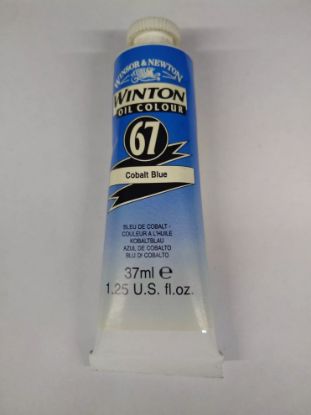 WINSOR & NEWTON
WINTON
OIL COLOUR
67
Cobalt Blue
BLEU DE COBALT -
COULEUR A L'HUILE
KOBALTBLAU
AZUL DE COBALTO
BLU DI COBALTO
37ml e
1.25 U.S. fl.oz.